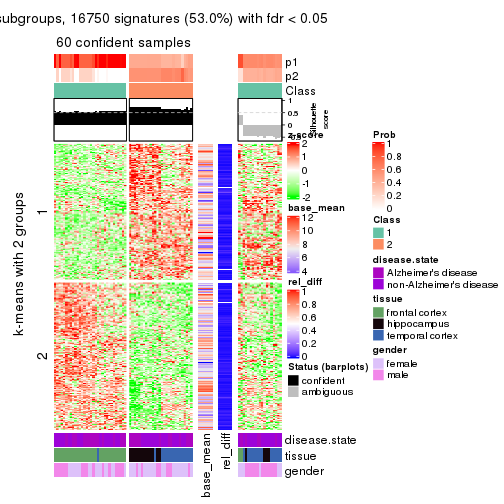 subgroups, 16750 signatures (53.0%) with fdr < 0.05
60 confident samples
p1
p2
Class
1
0.5
0
-0.5
Silhouette
score
k-means with 2 groups
1
2
z-score
2
1
0
-1
-2
base_mean
12
10
8
6
4
rel_diff
1
0.8
0.6
0.4
0.2
0
Status (barplots)
confident
ambiguous
Prob
1
0.8
0.6
0.4
0.2
0
Class
1
2
disease.state
Alzheimer's disease
non-Alzheimer's disease
tissue
frontal cortex
hippocampus
temporal cortex
gender
female
male
disease.state
tissue
gender
base_mean
rel_diff